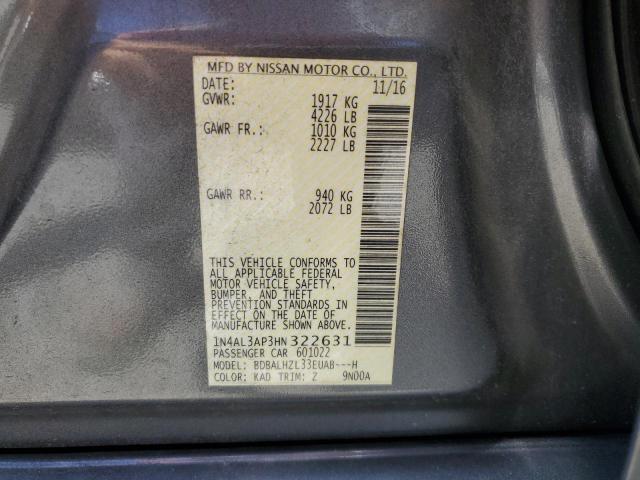 MFD BY NISSAN MOTOR CO., LTD.
DATE: 11/16
GVWR: 1917 KG
4226 LB
GAWR FR.: 1010 KG
2227 LB
GAWR RR.: 940 KG
2072 LB
THIS VEHICLE CONFORMS TO
ALL APPLICABLE FEDERAL
MOTOR VEHICLE SAFETY,
BUMPER, AND THEFT
PREVENTION STANDARDS IN
EFFECT ON THE DATE OF
MANUFACTURE SHOWN ABOVE.
1N4AL3AP3HN322631
PASSENGER CAR 601022
MODEL: BDBALHZL33EUAB---H
COLOR: KAD TRIM: Z 9N00A